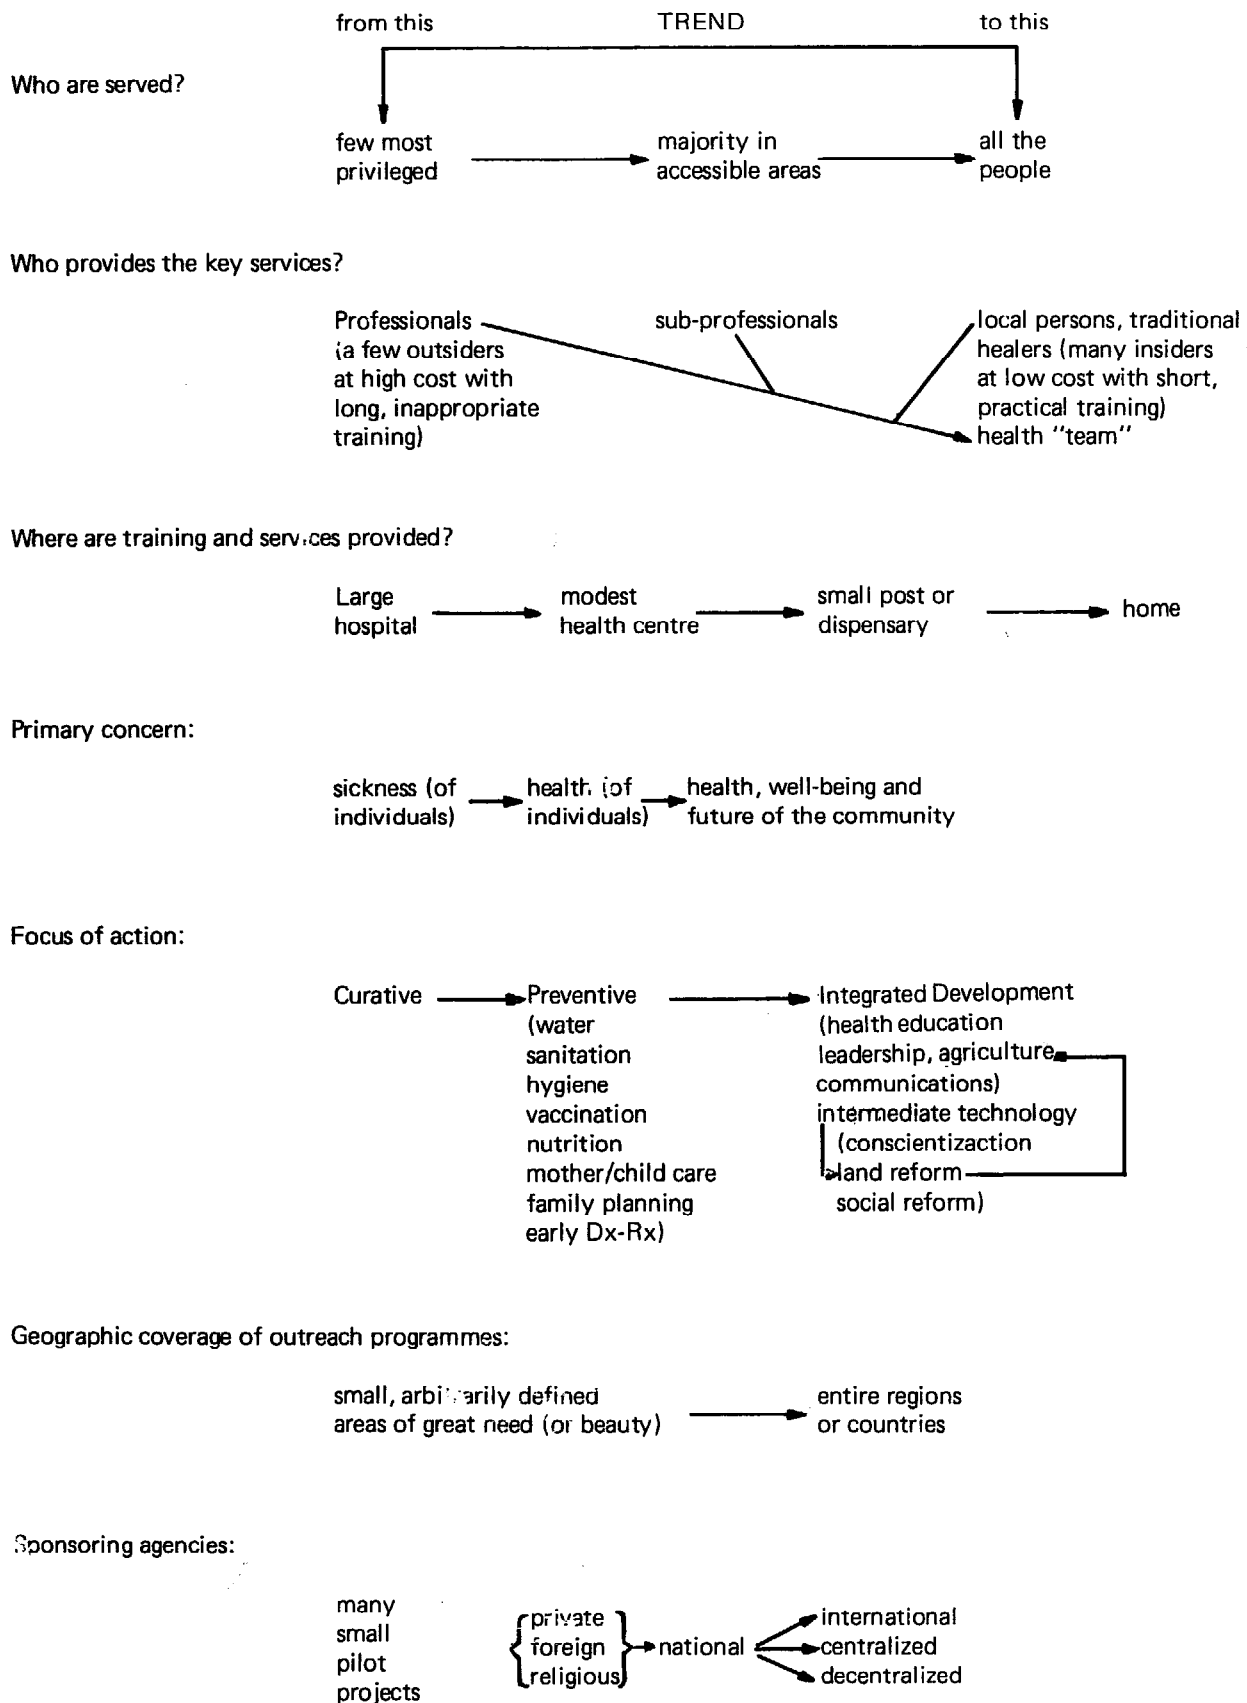 from this TREND to this
Who are served?
few most majority in all the
privileged accessible areas people
Who provides the key services?
Professionals sub-professionals local persons, traditional
(a few outsiders healers (many insiders
at high cost with at low cost with short,
long, inappropriate practical training)
training) health "team"
Where are training and services provided?
Large modest small post or
hospital health centre dispensary home
Primary concern:
sickness (of health (of health, well-being and
individuals) individuals) future of the community
Focus of action:
Curative Preventive Integrated Development
(water (health education
sanitation leadership, agriculture
hygiene communications)
vaccination intermediate technology
nutrition (conscientizaction
mother/child care land reform
family planning social reform)
early Dx-Rx)
Geographic coverage of outreach programmes:
small, arbitrarily defined entire regions
areas of great need (or beauty) or countries
Sponsoring agencies:
many private international
small foreign national centralized
pilot religious decentralized
projects